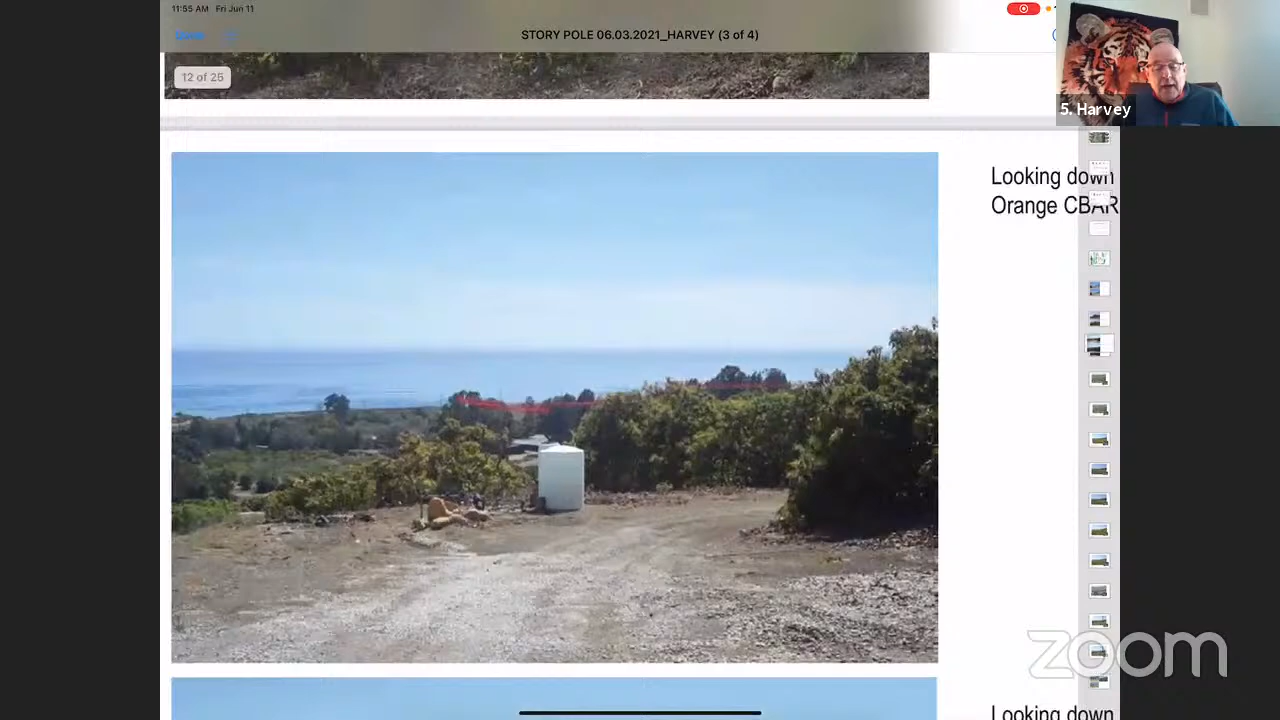 11:55 AM Fri Jun 11
STORY POLE 06.03.2021_HARVEY (3 of 4)
12 of 25
5. Harvey
Looking down
Orange CBAR
zoom
Looking down